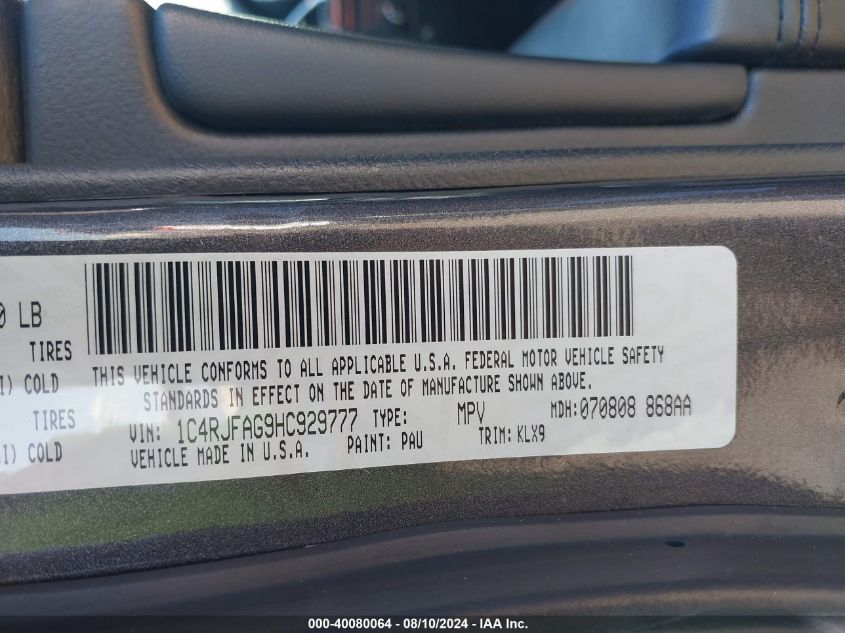 0 LB
TIRES
I) COLD
TIRES
SI) COLD
THIS VEHICLE CONFORMS TO ALL APPLICABLE U.S.A. FEDERAL MOTOR VEHICLE SAFETY
STANDARDS IN EFFECT ON THE DATE OF MANUFACTURE SHOWN ABOVE.
VIN: 1C4RJFAG9HC929777 TYPE: MPV MDH:070808 868AA
VEHICLE MADE IN U.S.A. PAINT: PAU TRIM: KLX9
000-40080064 - 08/10/2024 - IAA Inc.